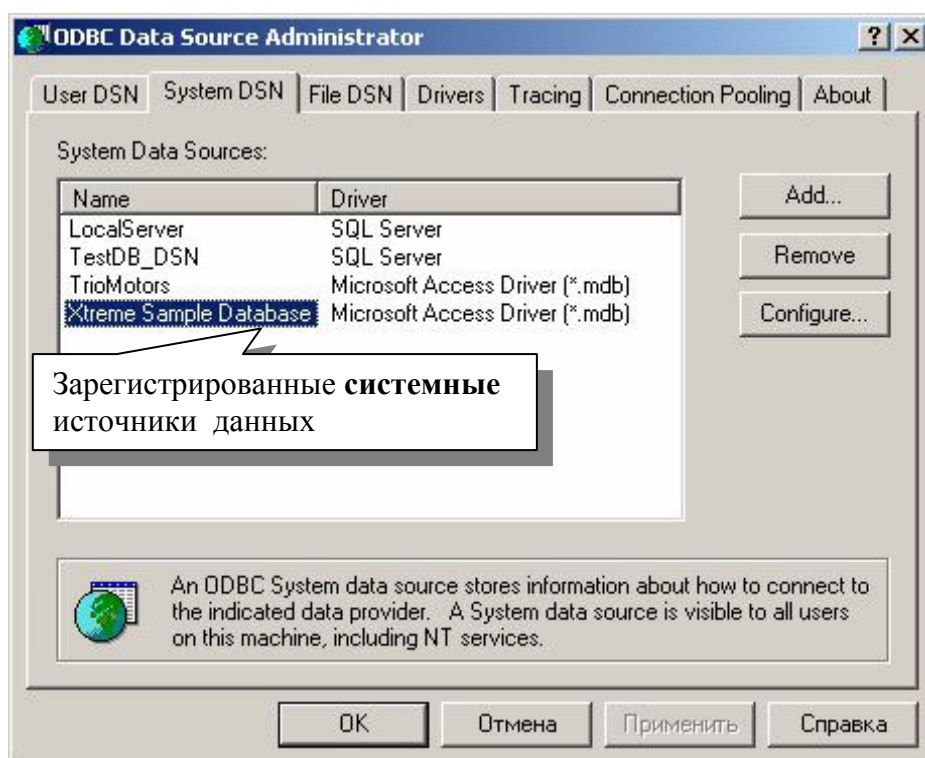 ODBC Data Source Administrator
User DSN System DSN File DSN Drivers Tracing Connection Pooling About
System Data Sources:
Name Driver
LocalServer SQL Server
TestDB_DSN SQL Server
TrioMotors Microsoft Access Driver (*.mdb)
Xtreme Sample Database Microsoft Access Driver (*.mdb)
Add...
Remove
Configure...
Зарегистрированные системные
источники данных
An ODBC System data source stores information about how to connect to
the indicated data provider. A System data source is visible to all users
on this machine, including NT services.
OK Отмена Применить Справка